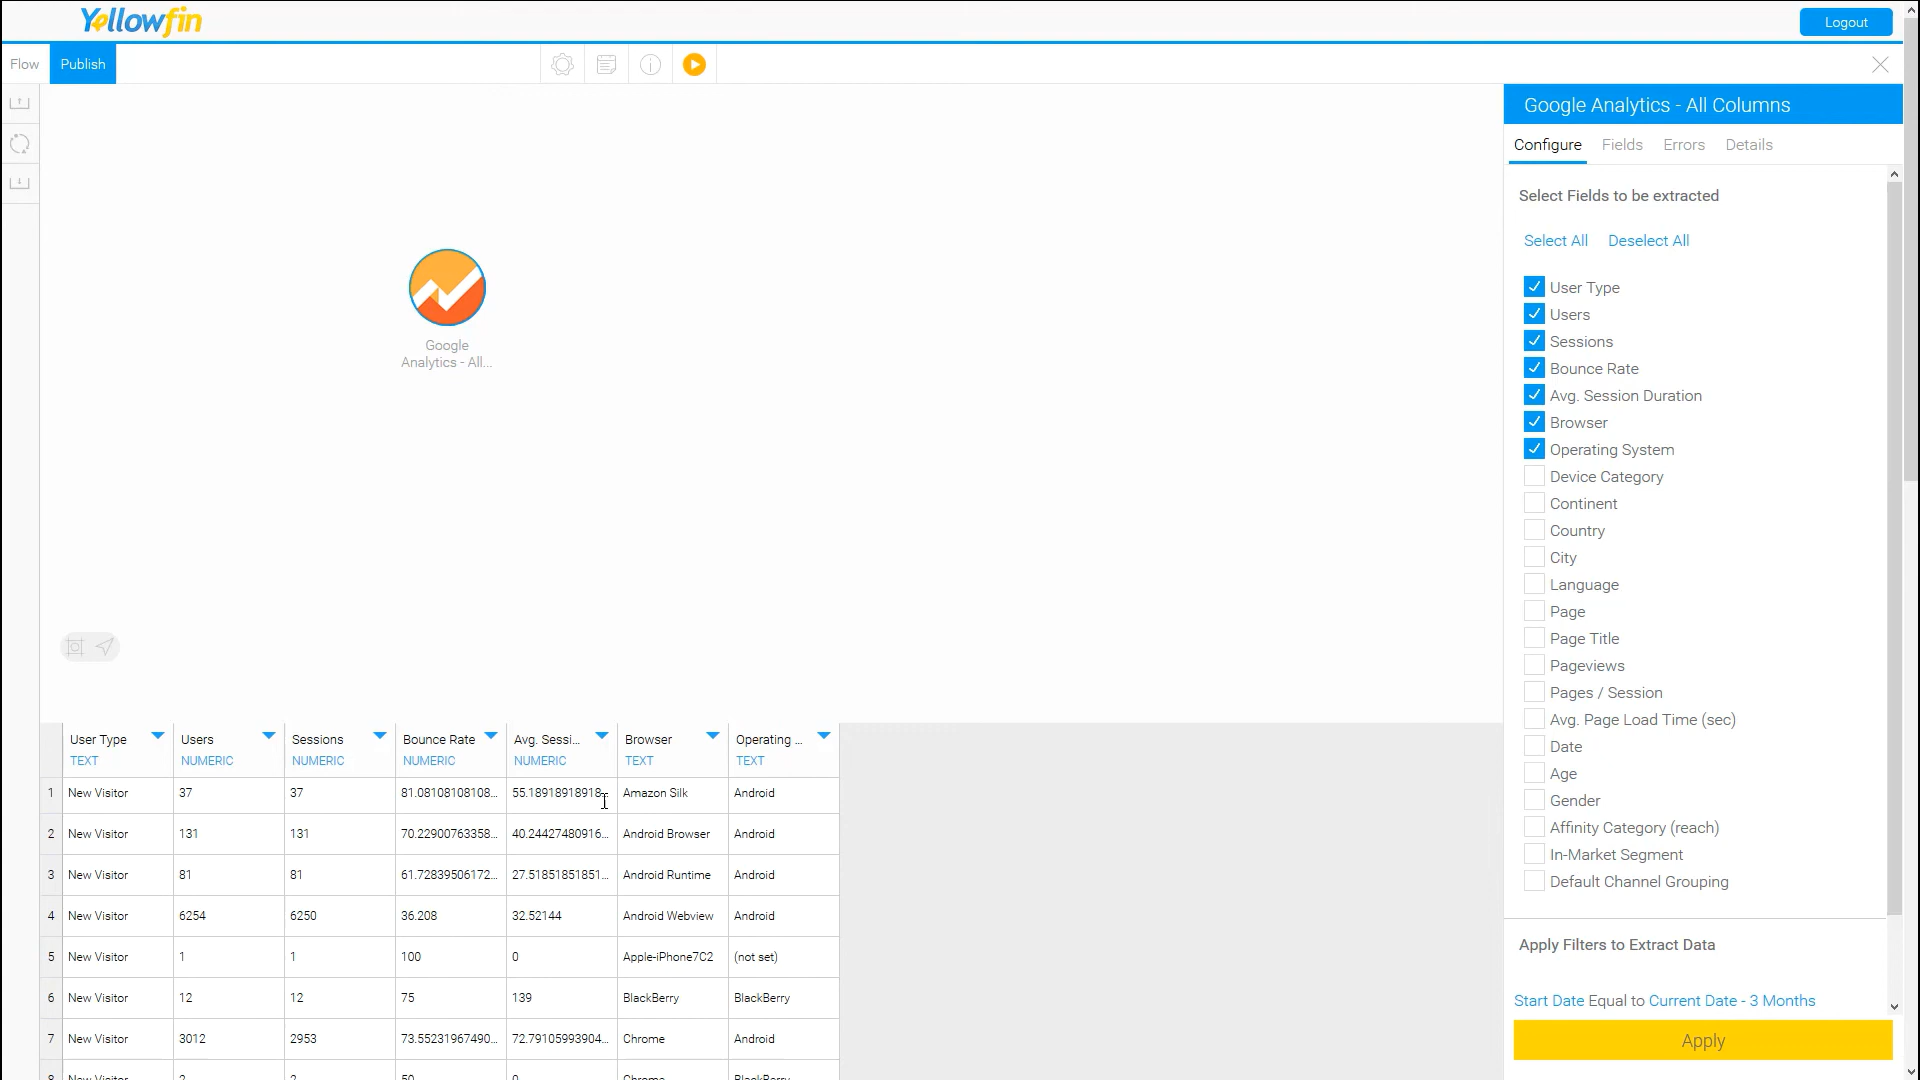 Yellowfin
Logout
Flow
Publish
Google Analytics - All Columns
Configure Fields Errors Details
Select Fields to be extracted
Select All Deselect All
User Type
Users
Sessions
Bounce Rate
Avg. Session Duration
Browser
Operating System
Device Category
Continent
Country
City
Language
Page
Page Title
Pageviews
Pages / Session
Avg. Page Load Time (sec)
Date
Age
Gender
Affinity Category (reach)
In-Market Segment
Default Channel Grouping
Apply Filters to Extract Data
Start Date Equal to Current Date - 3 Months
Apply
Google
Analytics - All...
User Type Users Sessions Bounce Rate Avg. Sessi... Browser Operating ...
TEXT NUMERIC NUMERIC NUMERIC NUMERIC TEXT TEXT
1 New Visitor 37 37 81.08108108108... 55.18918918918... Amazon Silk Android
2 New Visitor 131 131 70.22900763358... 40.24427480916... Android Browser Android
3 New Visitor 81 81 61.72839506172... 27.51851851851... Android Runtime Android
4 New Visitor 6254 6250 36.208 32.52144 Android Webview Android
5 New Visitor 1 1 100 0 Apple-iPhone7C2 (not set)
6 New Visitor 12 12 75 139 BlackBerry BlackBerry
7 New Visitor 3012 2953 73.55231967490... 72.79105993904... Chrome Android
8 New Visitor 2 2 50 0 Chrome BlackBerry